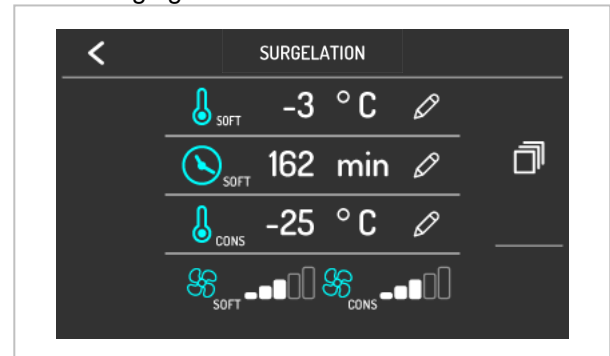 SURGELATION
SOFT -3 °C
SOFT 162 min
CONS -25 °C
SOFT CONS